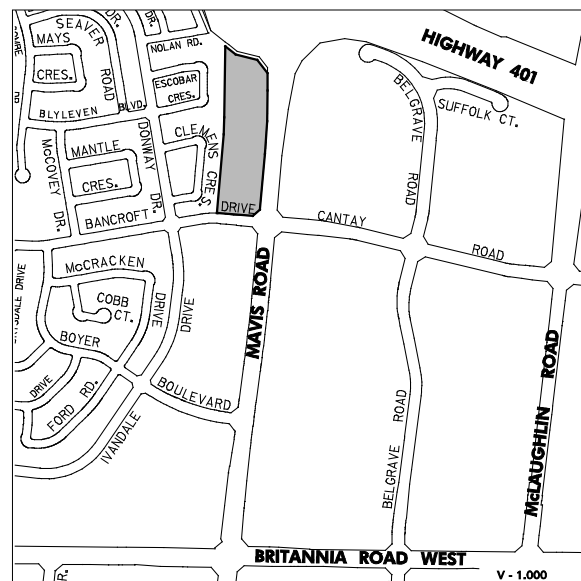 SEAVER
DR.
DR.
MAYS
ROAD
NOLAN RD.
HIGHWAY 401
CRES.
ESCOBAR
CRES.
BLYLEVEN
BLVD.
BELGRAVE
ROAD
SUFFOLK CT.
McCOVEY
DR.
MANTLE
CRES.
DONWAY
DR.
CLEMENS CRES.
BANCROFT
DRIVE
CANTAY
ROAD
McCRACKEN
COBB
CT.
DRIVE
DRIVE
MAVIS ROAD
DRIVE
BOYER
BOULEVARD
DRIVE
FORD RD.
IVANDALE
BELGRAVE ROAD
McLAUGHLIN ROAD
BRITANNIA ROAD WEST
R.
V - 1.000